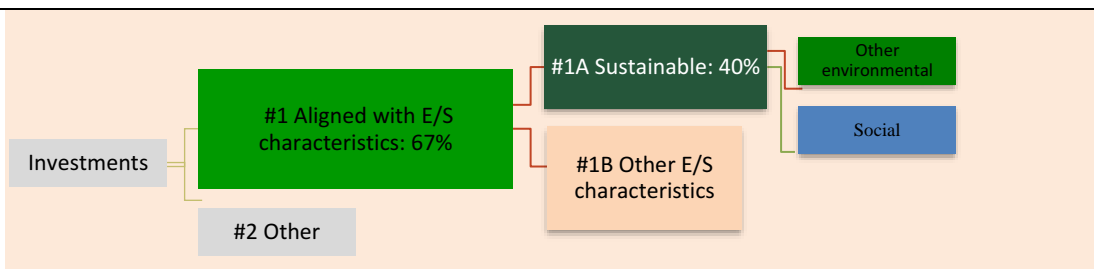 Investments
#1 Aligned with E/S
characteristics: 67%
#2 Other
#1A Sustainable: 40%
#1B Other E/S
characteristics
Other
environmental
Social